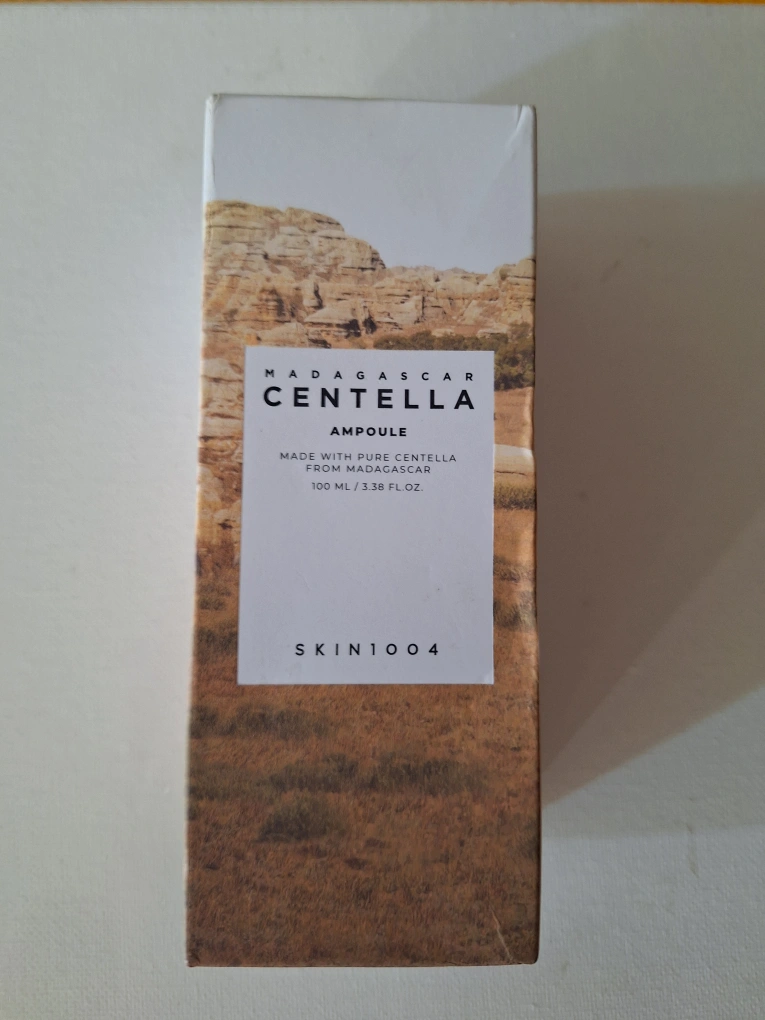 MADAGASCAR
CENTELLA
AMPOULE
MADE WITH PURE CENTELLA
FROM MADAGASCAR
100 ML / 3.38 FL.OZ.
SKIN1004